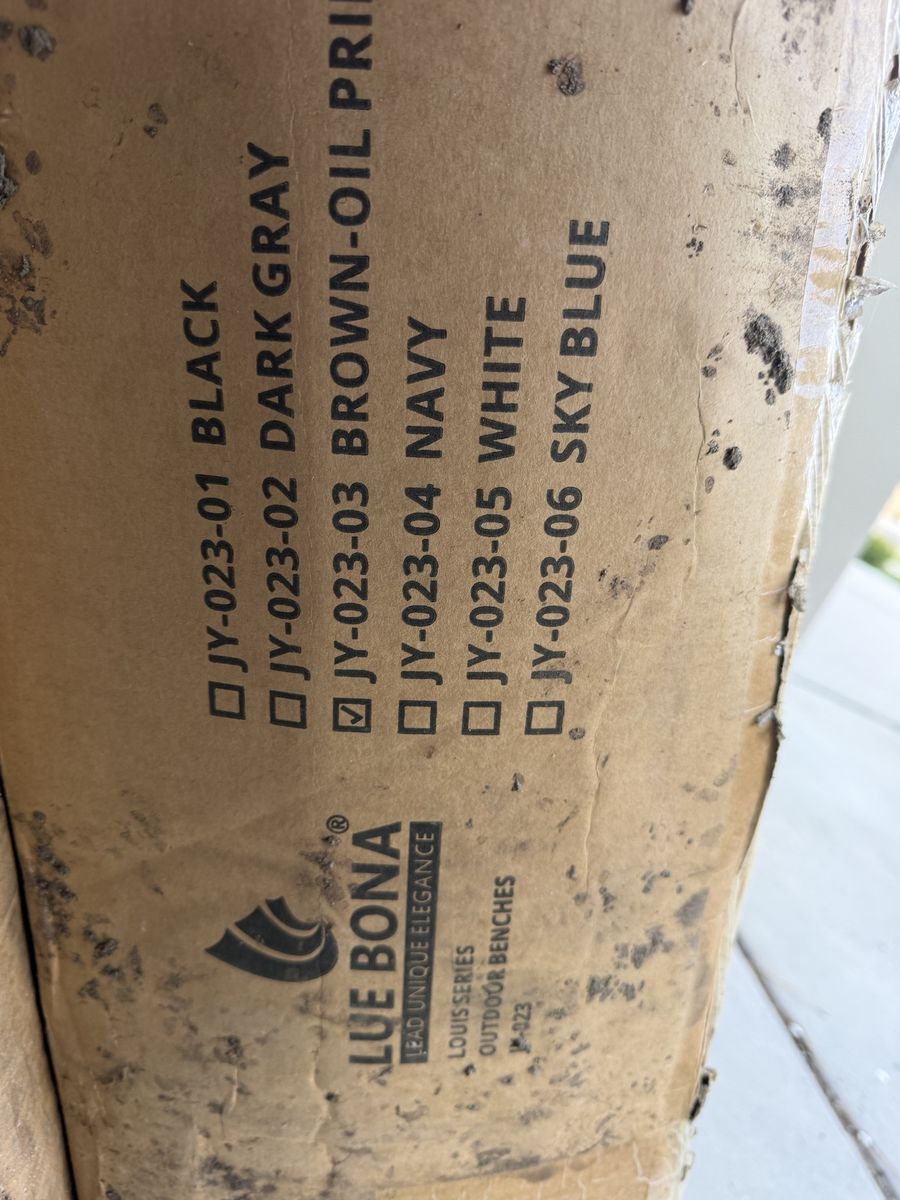 LUE BONA®
LEAD UNIQUE ELEGANCE
LOUIS SERIES
OUTDOOR BENCHES
JY-023
☐ JY-023-01 BLACK
☐ JY-023-02 DARK GRAY
☑ JY-023-03 BROWN-OIL PRI
☐ JY-023-04 NAVY
☐ JY-023-05 WHITE
☐ JY-023-06 SKY BLUE